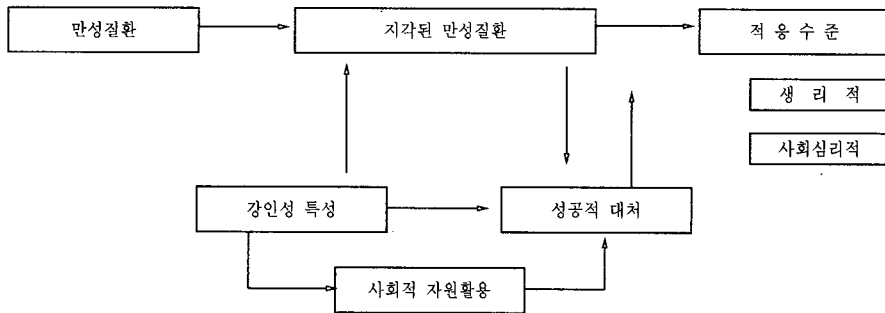 만성질환
지각된 만성질환
적 응 수 준
생 리 적
사회심리적
강인성 특성
성공적 대처
사회적 자원활용